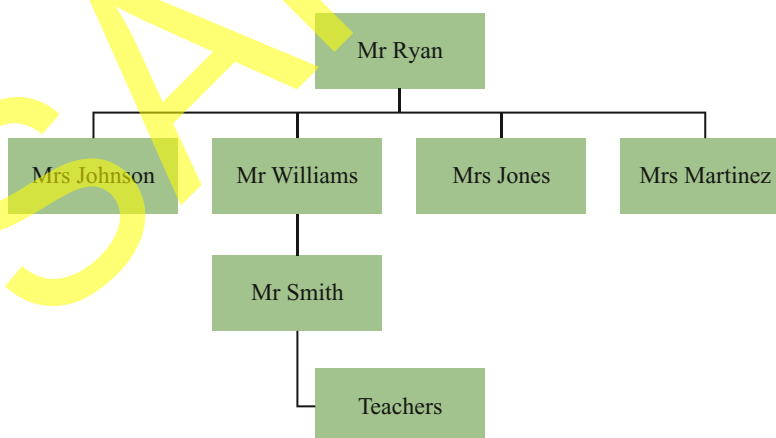 Mr Ryan
Mrs Johnson
Mr Williams
Mrs Jones
Mrs Martinez
Mr Smith
Teachers